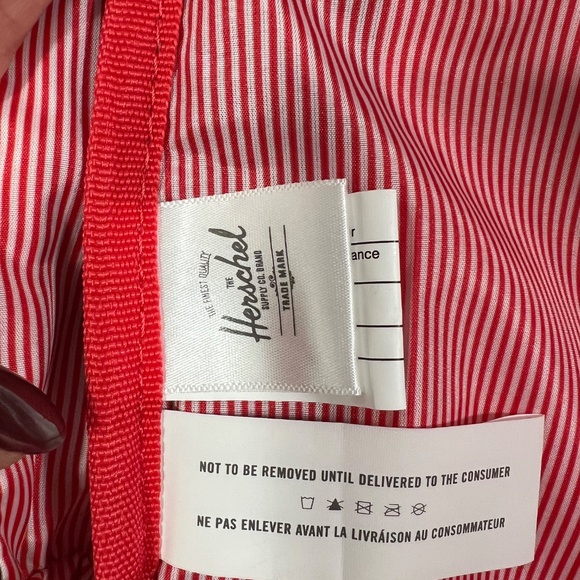 THE FINEST QUALITY
THE
Herschel
SUPPLY CO. BRAND
TRADE MARK
r
ance
NOT TO BE REMOVED UNTIL DELIVERED TO THE CONSUMER
NE PAS ENLEVER AVANT LA LIVRÁISON AU CONSOMMATEUR